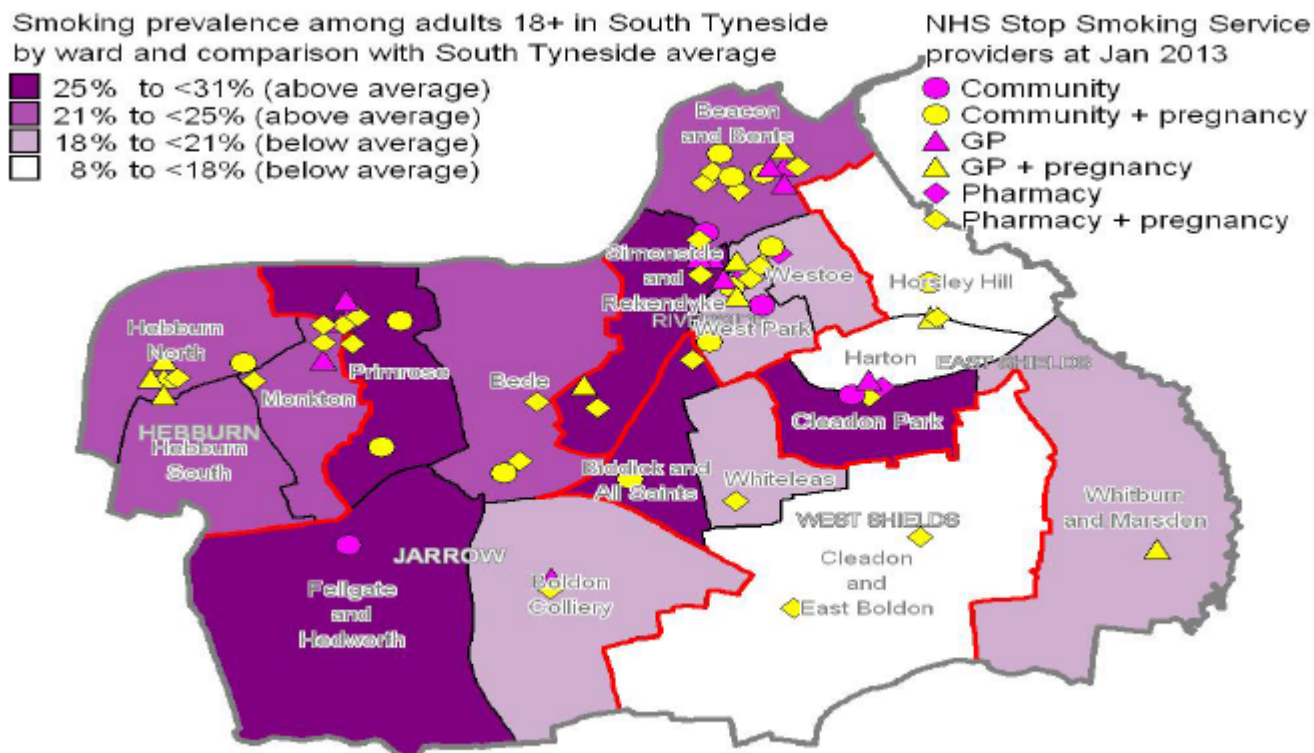 Smoking prevalence among adults 18+ in South Tyneside
by ward and comparison with South Tyneside average
25% to <31% (above average)
21% to <25% (above average)
18% to <21% (below average)
8% to <18% (below average)
NHS Stop Smoking Service
providers at Jan 2013
Community
Community + pregnancy
GP
GP + pregnancy
Pharmacy
Pharmacy + pregnancy
Beacon
and Bents
Simonside
and
Rekendyke
Westoe
West Park
Horsley Hill
Harton
EAST SHIELDS
Hebburn
North
Primrose
Monkton
Bede
HEBBURN
Hebburn
South
Cleadon Park
Biddick and
All Saints
Whiteleas
WEST SHIELDS
Whitburn
and Marsden
JARROW
Cleadon
and
East Boldon
Boldon
Colliery
Fellgate
and
Hedworth